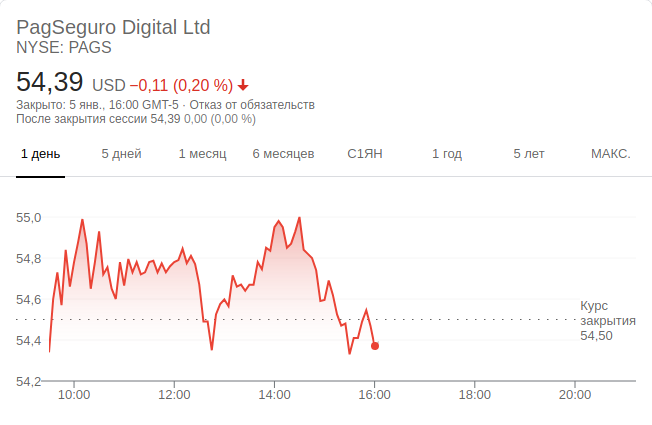 PagSeguro Digital Ltd
NYSE: PAGS
54,39 USD −0,11 (0,20 %)
Закрыто: 5 янв., 16:00 GMT-5 · Отказ от обязательств
После закрытия сессии 54,39 0,00 (0,00 %)
1 день 5 дней 1 месяц 6 месяцев С1ЯН 1 год 5 лет МАКС.
55,0
54,8
54,6
Курс
закрытия
54,50
54,4
54,2
10:00 12:00 14:00 16:00 18:00 20:00